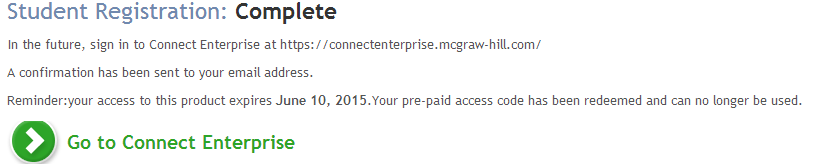 Student Registration: Complete
In the future, sign in to Connect Enterprise at https://connectenterprise.mcgraw-hill.com/
A confirmation has been sent to your email address.
Reminder:your access to this product expires June 10, 2015.Your pre-paid access code has been redeemed and can no longer be used.
Go to Connect Enterprise